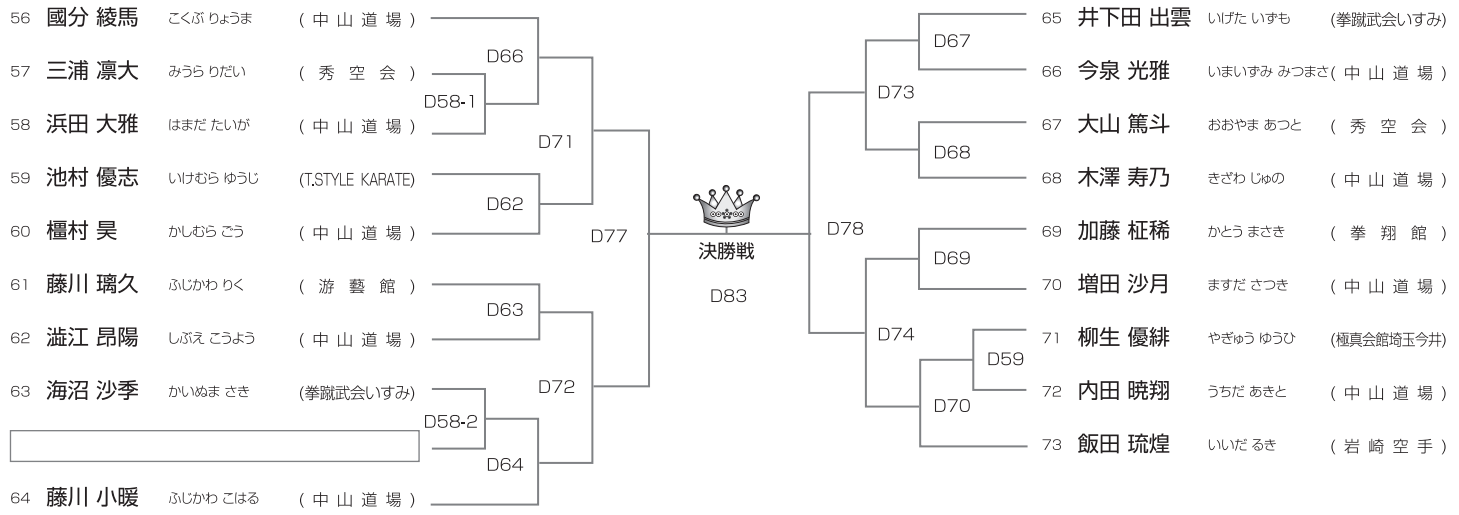 56 國分 綾馬 こくぶ りょうま (中山道場)
57 三浦 凛大 みうら りだい (秀空会)
58 浜田 大雅 はまだ たいが (中山道場)
59 池村 優志 いけむら ゆうじ (T.STYLE KARATE)
60 橿村 昊 かしむら ごう (中山道場)
61 藤川 璃久 ふじかわ りく (游藝館)
62 澁江 昂陽 しぶえ こうよう (中山道場)
63 海沼 沙季 かいぬま さき (拳蹴武会いすみ)
64 藤川 小暖 ふじかわ こはる (中山道場)
D66
D58-1
D71
D62
D77
D63
D72
D58-2
D64
決勝戦
D83
D67
D73
D68
D78
D69
D74
D59
D70
65 井下田 出雲 いげた いずも (拳蹴武会いすみ)
66 今泉 光雅 いまいずみ みつまさ (中山道場)
67 大山 篤斗 おおやま あつと (秀空会)
68 木澤 寿乃 きざわ じゅの (中山道場)
69 加藤 柾稀 かとう まさき (拳翔館)
70 増田 沙月 ますだ さつき (中山道場)
71 柳生 優緋 やぎゅう ゆうひ (極真会館埼玉今井)
72 内田 暁翔 うちだ あきと (中山道場)
73 飯田 琉煌 いいだ るき (岩崎空手)